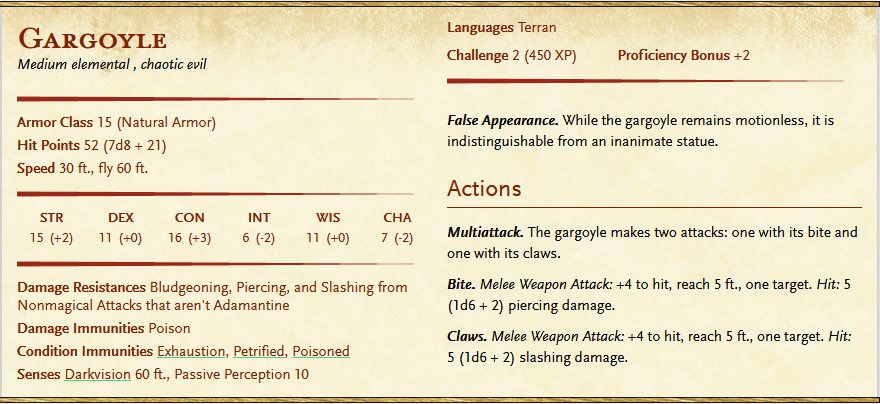 Gargoyle
Medium elemental , chaotic evil
Armor Class 15 (Natural Armor)
Hit Points 52 (7d8 + 21)
Speed 30 ft., fly 60 ft.
STR DEX CON INT WIS CHA
15 (+2) 11 (+0) 16 (+3) 6 (-2) 11 (+0) 7 (-2)
Damage Resistances Bludgeoning, Piercing, and Slashing from
Nonmagical Attacks that aren't Adamantine
Damage Immunities Poison
Condition Immunities Exhaustion, Petrified, Poisoned
Senses Darkvision 60 ft., Passive Perception 10
Languages Terran
Challenge 2 (450 XP) Proficiency Bonus +2
False Appearance. While the gargoyle remains motionless, it is
indistinguishable from an inanimate statue.
Actions
Multiattack. The gargoyle makes two attacks: one with its bite and
one with its claws.
Bite. Melee Weapon Attack: +4 to hit, reach 5 ft., one target. Hit: 5
(1d6 + 2) piercing damage.
Claws. Melee Weapon Attack: +4 to hit, reach 5 ft., one target. Hit:
5 (1d6 + 2) slashing damage.